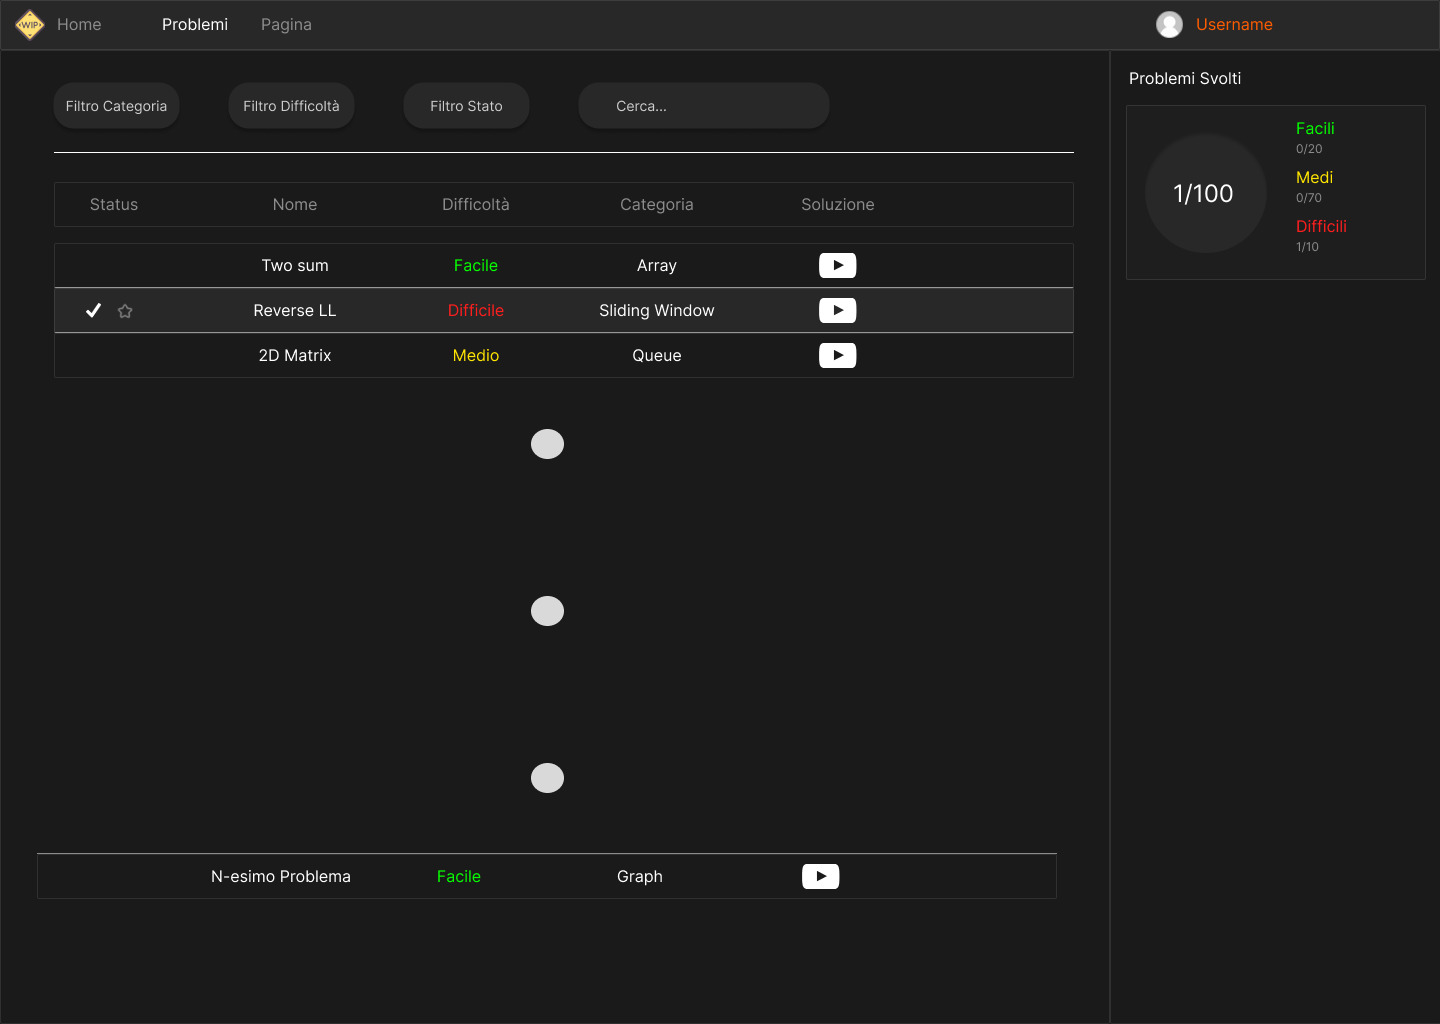 WIP
Home Problemi Pagina Username
Filtro Categoria Filtro Difficoltà Filtro Stato Cerca...
Status Nome Difficoltà Categoria Soluzione
Two sum Facile Array
Reverse LL Difficile Sliding Window
2D Matrix Medio Queue
N-esimo Problema Facile Graph
Problemi Svolti
1/100
Facili
0/20
Medi
0/70
Difficili
1/10